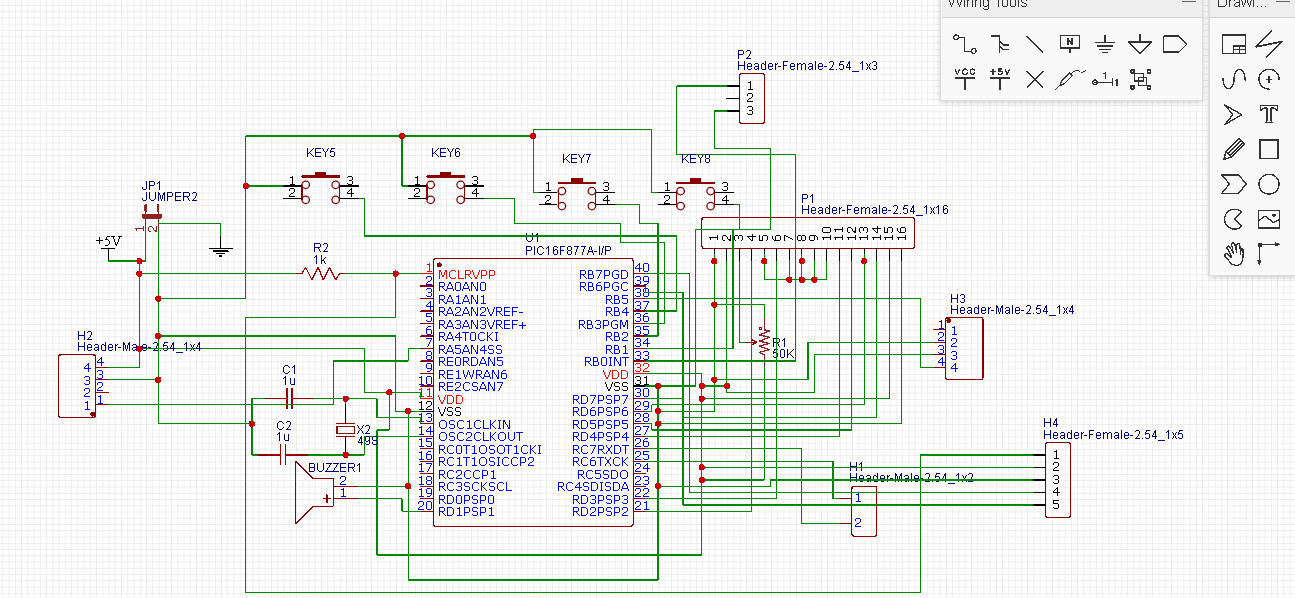 Wiring Tools
Drawi...
N
VCC
+5V
T
P2
Header-Female-2.54_1x3
1
2
3
KEY5
KEY6
KEY7
KEY8
1 3
2 4
1 3
2 4
1 3
2 4
1 3
2 4
JP1
JUMPER2
1 2
+5V
P1
Header-Female-2.54_1x16
1 2 3 4 5 6 7 8 9 10 11 12 13 14 15 16
R2
1k
U1
PIC16F877A-I/P
1 MCLRVPP RB7PGD 40
2 RA0AN0 RB6PGC 39
3 RA1AN1 RB5 38
4 RA2AN2VREF- RB4 37
5 RA3AN3VREF+ RB3PGM 36
6 RA4T0CKI RB2 35
7 RA5AN4SS RB1 34
8 RE0RDAN5 RB0INT 33
9 RE1WRAN6 VDD 32
10 RE2CSAN7 VSS 31
11 VDD RD7PSP7 30
12 VSS RD6PSP6 29
13 OSC1CLKIN RD5PSP5 28
14 OSC2CLKOUT RD4PSP4 27
15 RC0T1OSOT1CKI RC7RXDT 26
16 RC1T1OSICCP2 RC6TXCK 25
17 RC2CCP1 RC5SDO 24
18 RC3SCKSCL RC4SDISDA 23
19 RD0PSP0 RD3PSP3 22
20 RD1PSP1 RD2PSP2 21
R1
50K
H3
Header-Male-2.54_1x4
1 1
2 2
3 3
4 4
H2
Header-Male-2.54_1x4
4 4
3 3
2 2
1 1
C1
1u
C2
1u
X2
BUZZER1
2
1
+
H4
Header-Female-2.54_1x5
1
2
3
4
5
H1
Header-Male-2.54_1x2
1
2